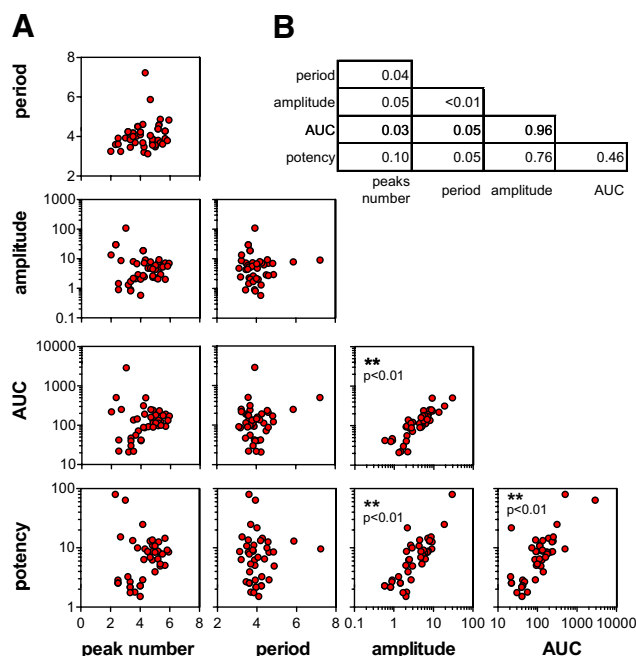 A
B
8
6
4
2
period
period 0.04
amplitude 0.05 <0.01
AUC 0.03 0.05 0.96
potency 0.10 0.05 0.76 0.46
peaks number period amplitude AUC
1000
100
10
1
0.1
amplitude
10000
1000
100
10
AUC
**
p<0.01
100
10
1
potency
**
p<0.01
**
p<0.01
0 2 4 6 8
2 4 6 8
0.1 1 10 100
10 100 1000 10000
peak number period amplitude AUC